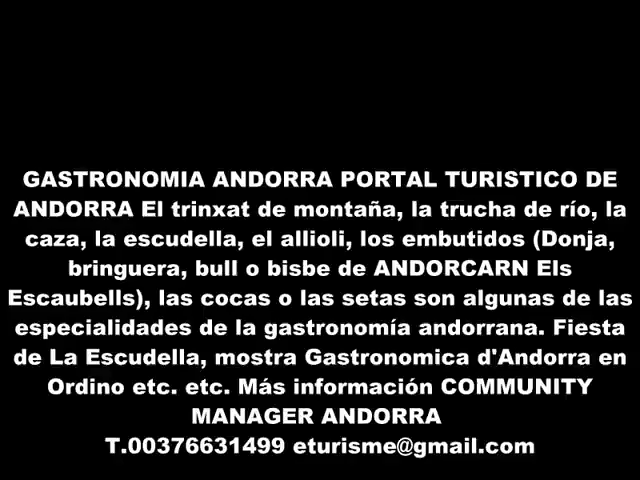 GASTRONOMIA ANDORRA PORTAL TURISTICO DE
ANDORRA El trinxat de montaña, la trucha de río, la
caza, la escudella, el allioli, los embutidos (Donja,
bringuera, bull o bisbe de ANDORCARN Els
Escaubells), las cocas o las setas son algunas de las
especialidades de la gastronomía andorrana. Fiesta
de La Escudella, mostra Gastronomica d'Andorra en
Ordino etc. etc. Más información COMMUNITY
MANAGER ANDORRA
T.00376631499 eturisme@gmail.com